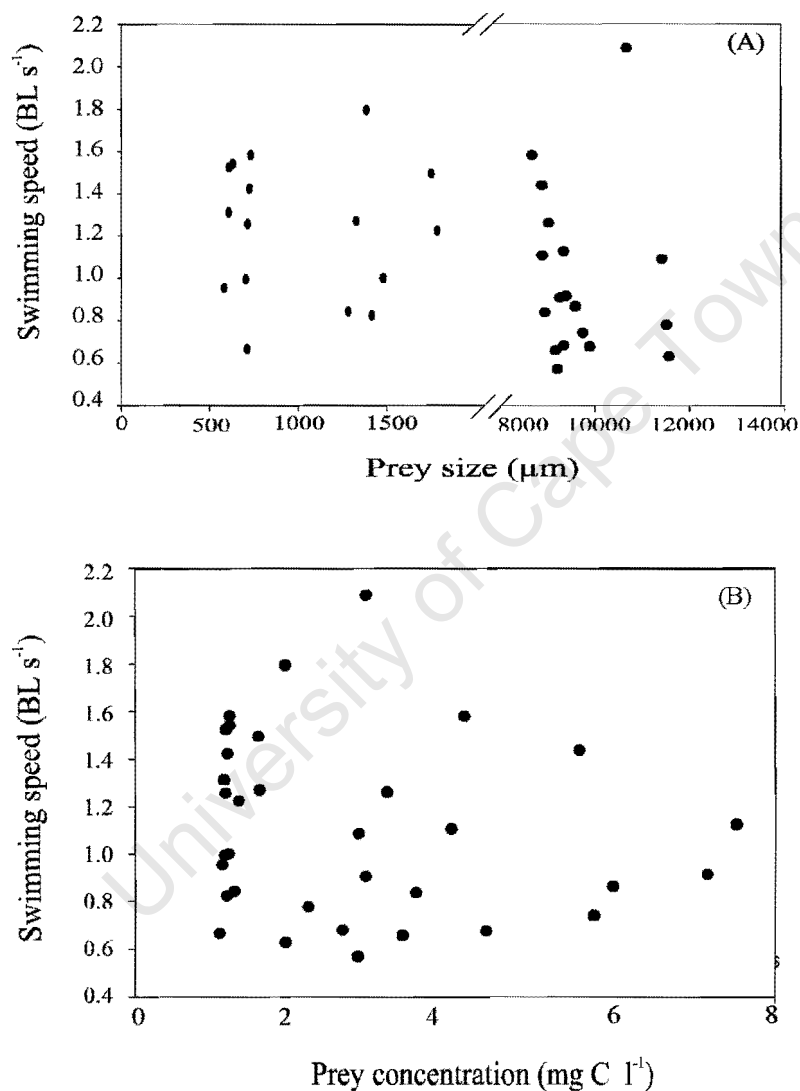 2.2
(A)
2.0
1.8
1.6
1.4
1.2
1.0
0.8
0.6
0.4
Swimming speed (BL s⁻¹)
0 500 1000 1500 8000 10000 12000 14000
Prey size (µm)
2.2
(B)
2.0
1.8
1.6
1.4
1.2
1.0
0.8
0.6
0.4
Swimming speed (BL s⁻¹)
s
0 2 4 6 8
Prey concentration (mg C l⁻¹)
University of Cape Town